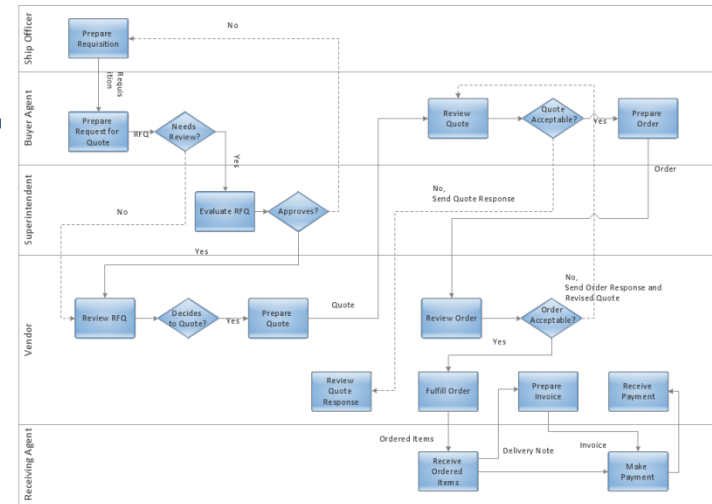 Ship Officer
Prepare
Requisition
No
Requis
ition
Buyer Agent
Prepare
Request for
Quote
RFQ
Needs
Review?
Yes
Review
Quote
Quote
Acceptable?
Yes
Prepare
Order
Order
Superintendent
No
Evaluate RFQ
Approves?
Yes
No,
Send Quote Response
Vendor
Review RFQ
Decides
to Quote?
Yes
Prepare
Quote
Quote
Review Order
Order
Acceptable?
No,
Send Order Response and
Revised Quote
Yes
Review
Quote
Response
Fulfill Order
Prepare
Invoice
Receive
Payment
Receiving Agent
Ordered Items
Receive
Ordered
Items
Delivery Note
Invoice
Make
Payment